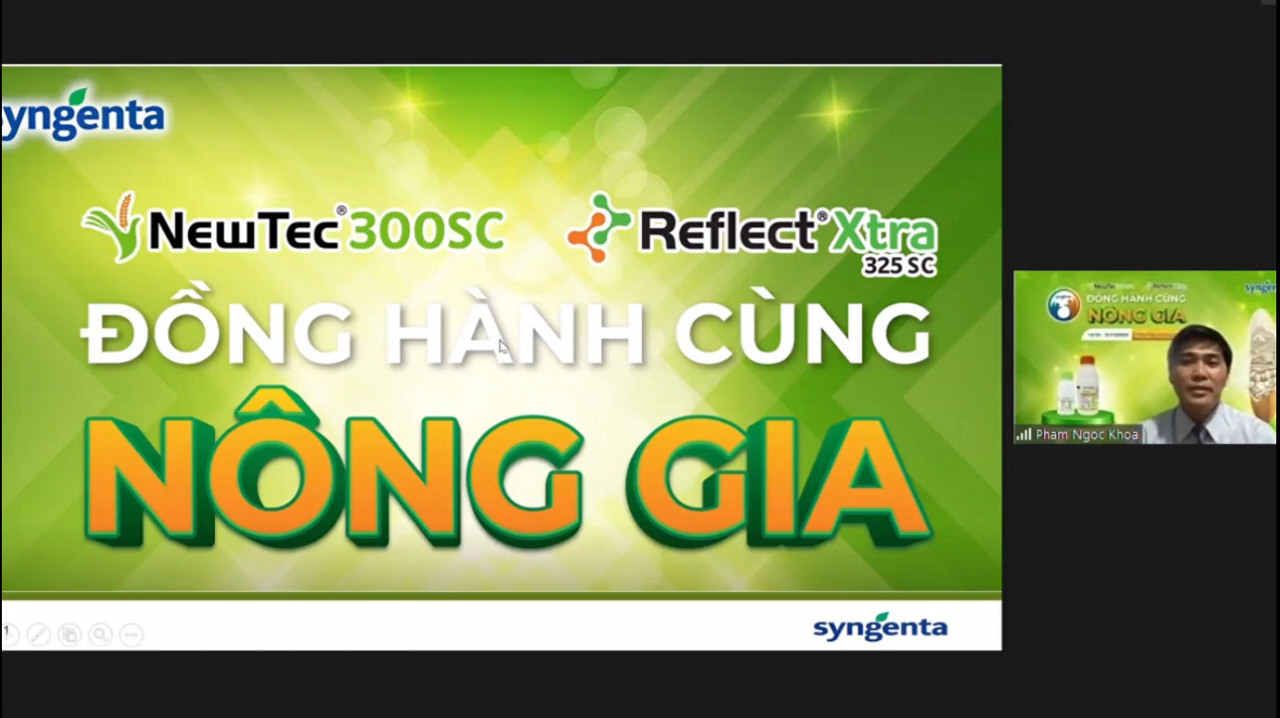 syngenta
NewTec® 300SC
Reflect® Xtra
325 SC
ĐỒNG HÀNH CÙNG
NÔNG GIA
syngenta
1
ĐỒNG HÀNH CÙNG
NÔNG GIA
Pham Ngoc Khoa